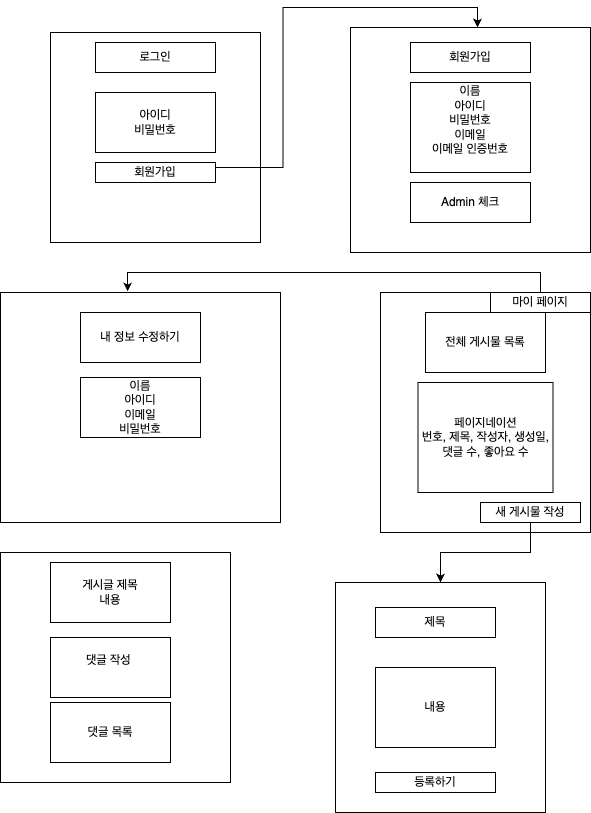 로그인
아이디
비밀번호
회원가입
회원가입
이름
아이디
비밀번호
이메일
이메일 인증번호
Admin 체크
내 정보 수정하기
이름
아이디
이메일
비밀번호
마이 페이지
전체 게시물 목록
페이지네이션
번호, 제목, 작성자, 생성일,
댓글 수, 좋아요 수
새 게시물 작성
게시글 제목
내용
댓글 작성
댓글 목록
제목
내용
등록하기